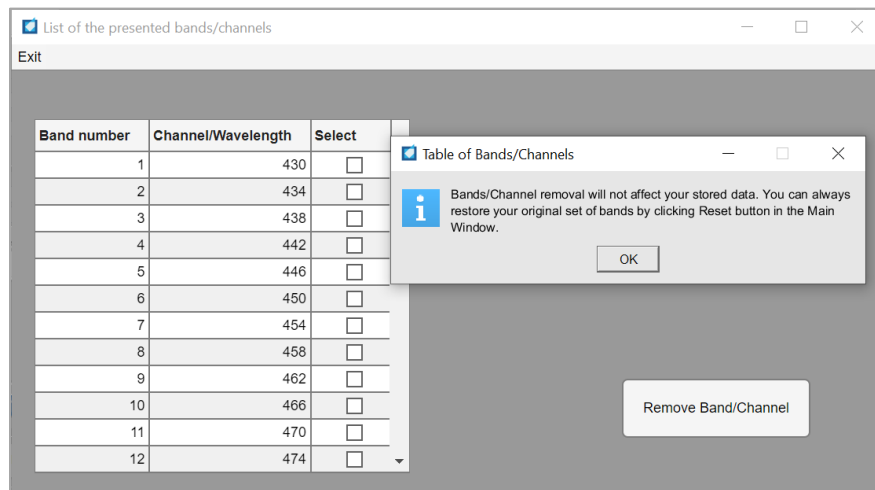 List of the presented bands/channels
Exit
Band number Channel/Wavelength Select
1 430
2 434
3 438
4 442
5 446
6 450
7 454
8 458
9 462
10 466
11 470
12 474
Table of Bands/Channels
Bands/Channel removal will not affect your stored data. You can always
restore your original set of bands by clicking Reset button in the Main
Window.
OK
Remove Band/Channel